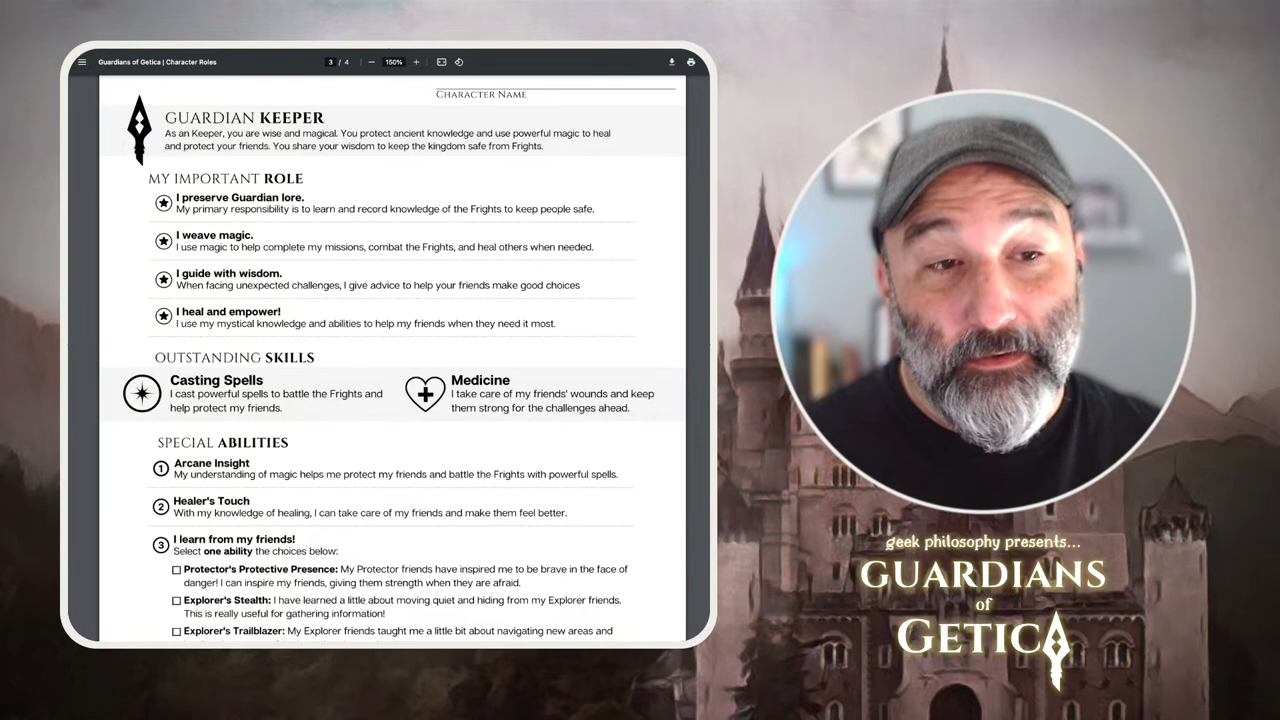 Guardians of Getica | Character Roles
3 / 4
150%
Character Name
GUARDIAN KEEPER
As an Keeper, you are wise and magical. You protect ancient knowledge and use powerful magic to heal
and protect your friends. You share your wisdom to keep the kingdom safe from Frights.
MY IMPORTANT ROLE
I preserve Guardian lore.
My primary responsibility is to learn and record knowledge of the Frights to keep people safe.
I weave magic.
I use magic to help complete my missions, combat the Frights, and heal others when needed.
I guide with wisdom.
When facing unexpected challenges, I give advice to help your friends make good choices
I heal and empower!
I use my mystical knowledge and abilities to help my friends when they need it most.
OUTSTANDING SKILLS
Casting Spells
I cast powerful spells to battle the Frights and
help protect my friends.
Medicine
I take care of my friends' wounds and keep
them strong for the challenges ahead.
SPECIAL ABILITIES
1 Arcane Insight
My understanding of magic helps me protect my friends and battle the Frights with powerful spells.
2 Healer's Touch
With my knowledge of healing, I can take care of my friends and make them feel better.
3 I learn from my friends!
Select one ability the choices below:
Protector's Protective Presence: My Protector friends have inspired me to be brave in the face of
danger! I can inspire my friends, giving them strength when they are afraid.
Explorer's Stealth: I have learned a little about moving quiet and hiding from my Explorer friends.
This is really useful for gathering information!
Explorer's Trailblazer: My Explorer friends taught me a little bit about navigating new areas and
geek philosophy presents...
GUARDIANS
of
GETICA